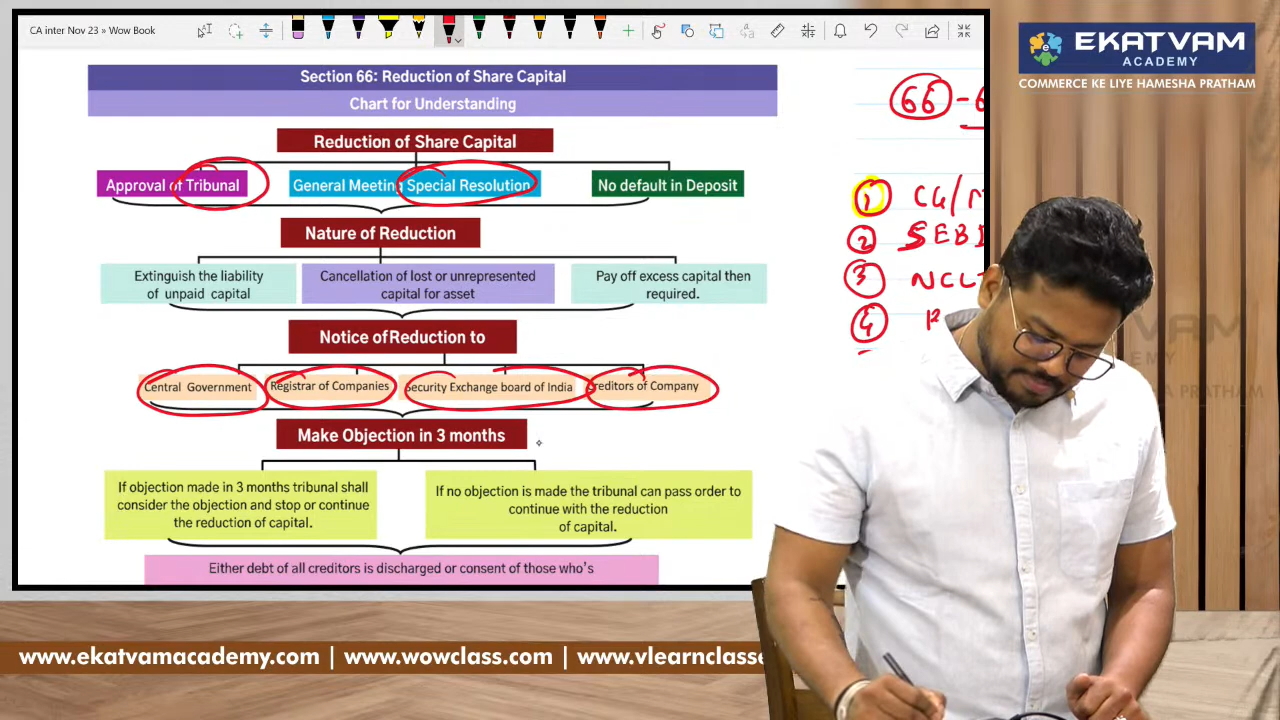 CA inter Nov 23 » Wow Book
EKATVAM
ACADEMY
COMMERCE KE LIYE HAMESHA PRATHAM
Section 66: Reduction of Share Capital
Chart for Understanding
66 -
Reduction of Share Capital
Approval of Tribunal
General Meeting Special Resolution
No default in Deposit
1 CG/
2 SEBI
3 NCLT
4
Nature of Reduction
Extinguish the liability
of unpaid capital
Cancellation of lost or unrepresented
capital for asset
Pay off excess capital then
required.
Notice of Reduction to
Central Government
Registrar of Companies
Security Exchange board of India
Creditors of Company
Make Objection in 3 months
If objection made in 3 months tribunal shall
consider the objection and stop or continue
the reduction of capital.
If no objection is made the tribunal can pass order to
continue with the reduction
of capital.
Either debt of all creditors is discharged or consent of those who's
www.ekatvamacademy.com | www.wowclass.com | www.vlearnclasse